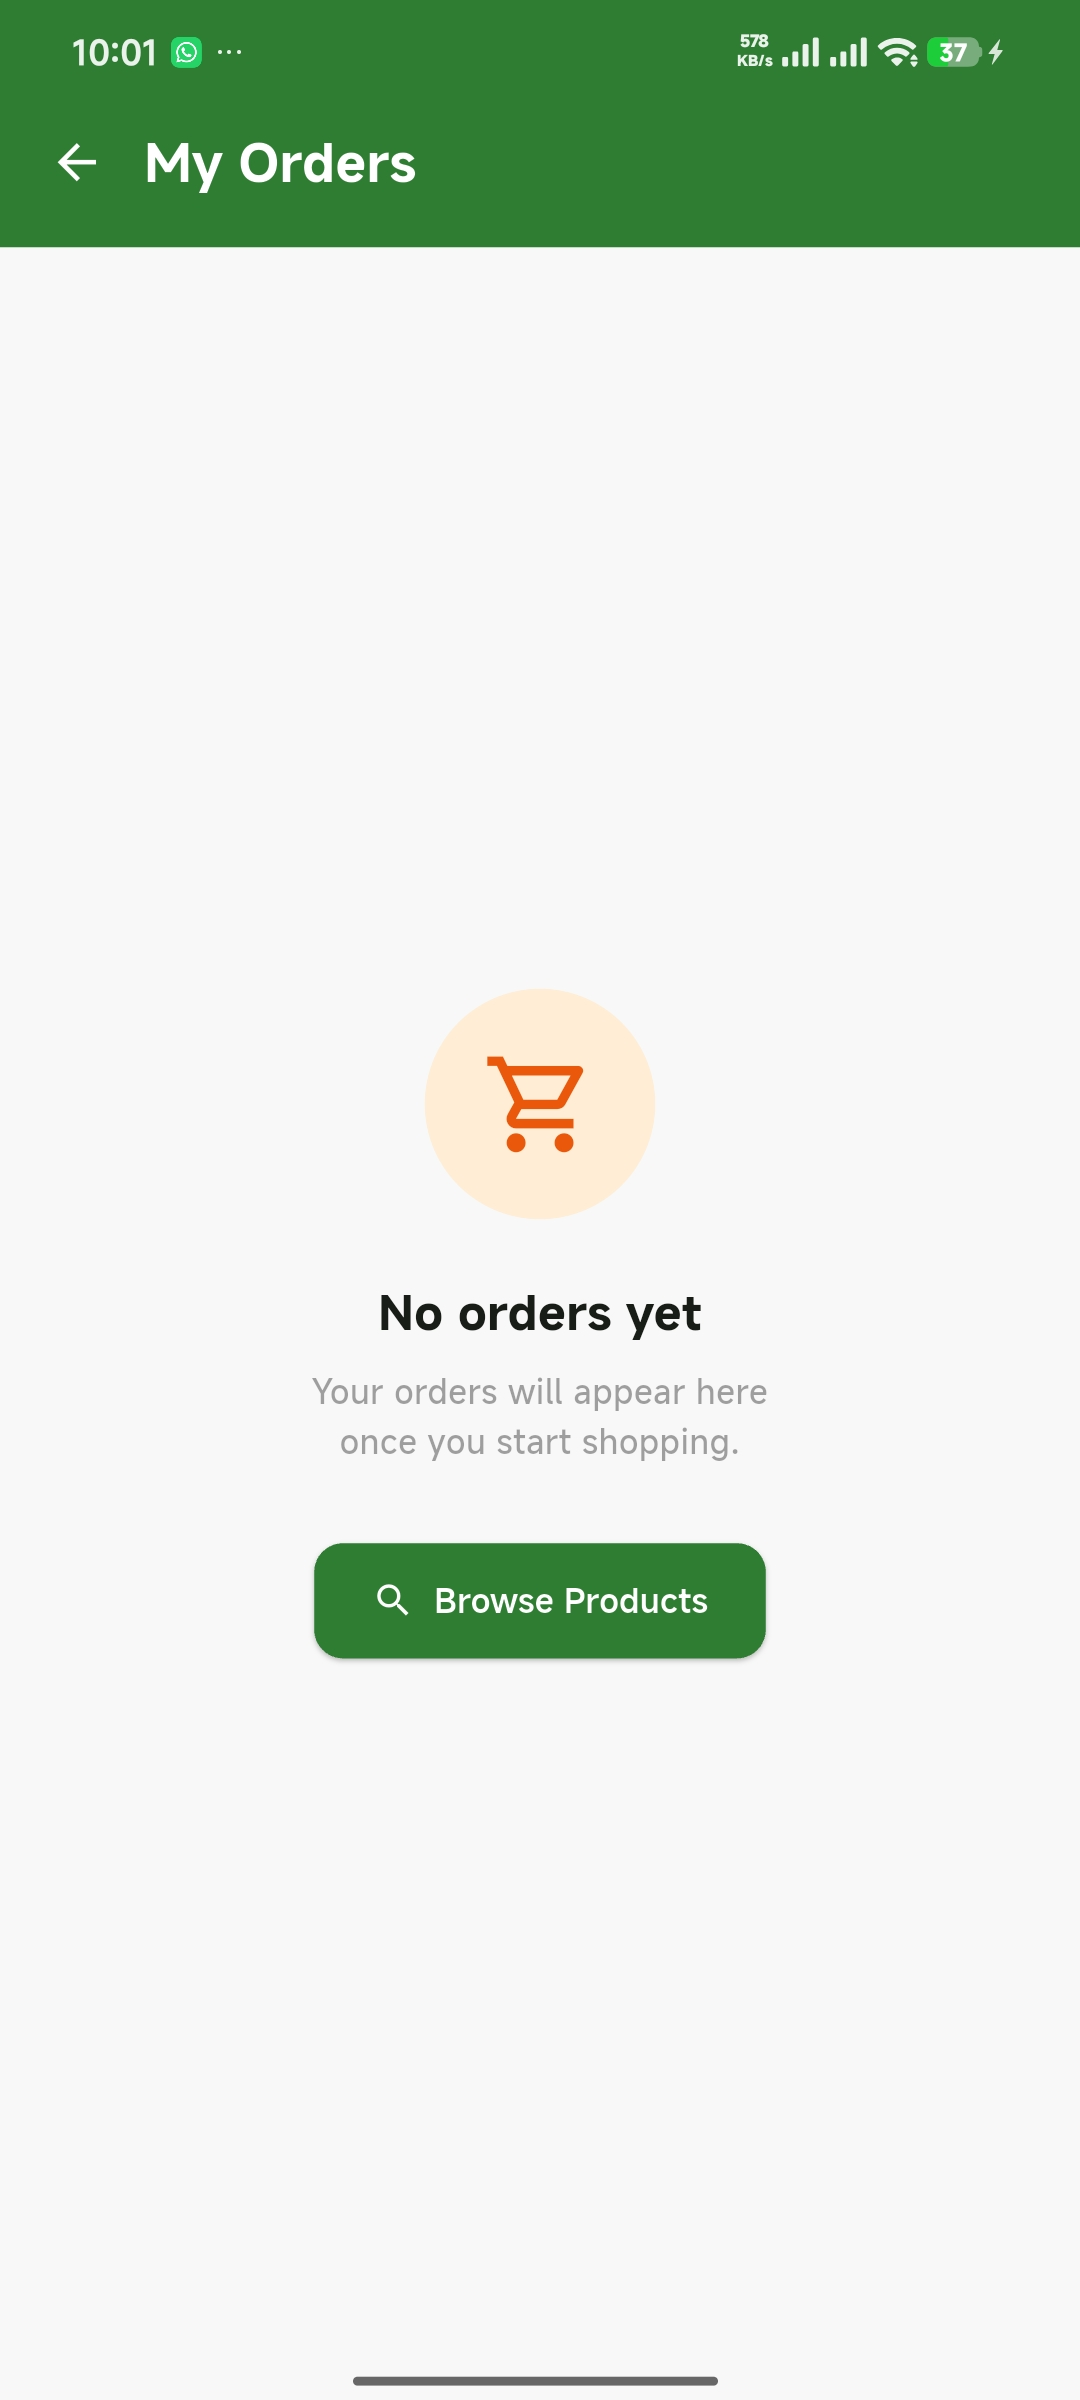 10:01 ... 578 KB/s 37
My Orders
No orders yet
Your orders will appear here
once you start shopping.
Browse Products